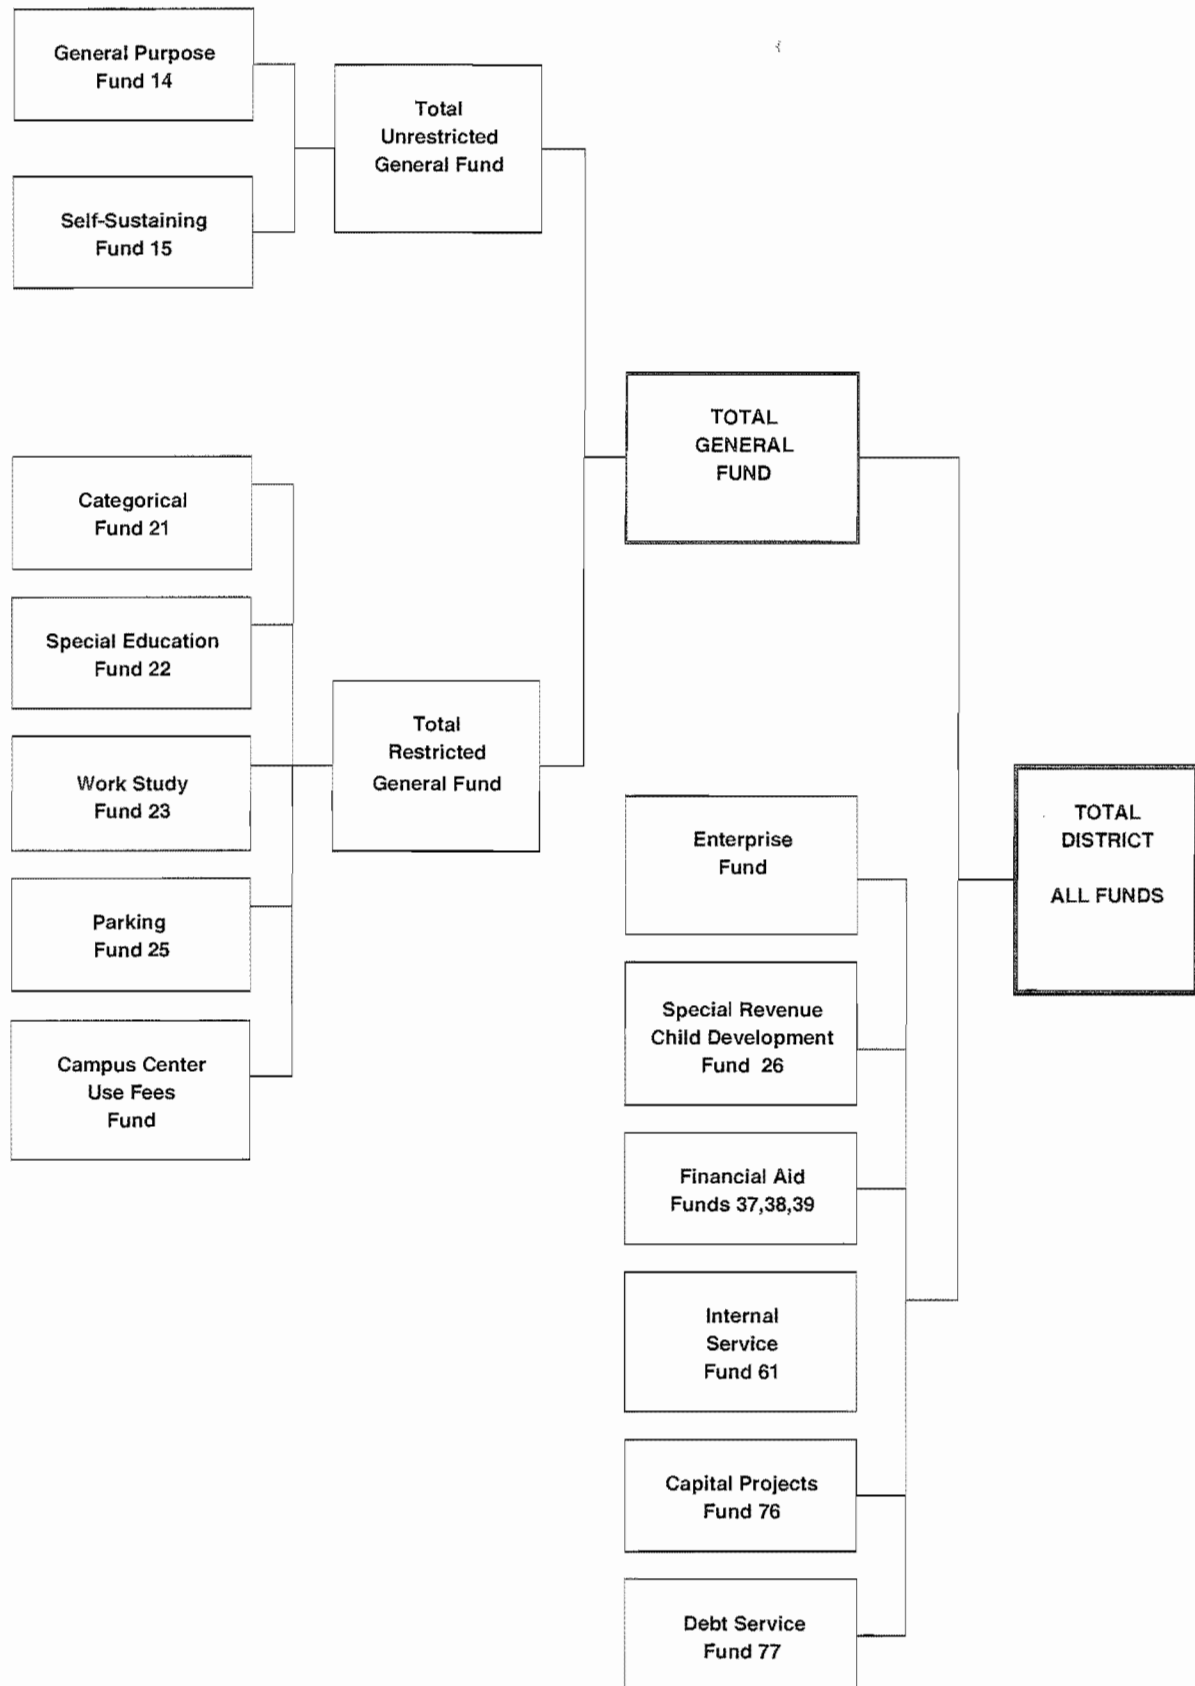 General Purpose
Fund 14
Self-Sustaining
Fund 15
Total
Unrestricted
General Fund
Categorical
Fund 21
Special Education
Fund 22
Work Study
Fund 23
Parking
Fund 25
Campus Center
Use Fees
Fund
Total
Restricted
General Fund
TOTAL
GENERAL
FUND
Enterprise
Fund
Special Revenue
Child Development
Fund 26
Financial Aid
Funds 37,38,39
Internal
Service
Fund 61
Capital Projects
Fund 76
Debt Service
Fund 77
TOTAL
DISTRICT
ALL FUNDS